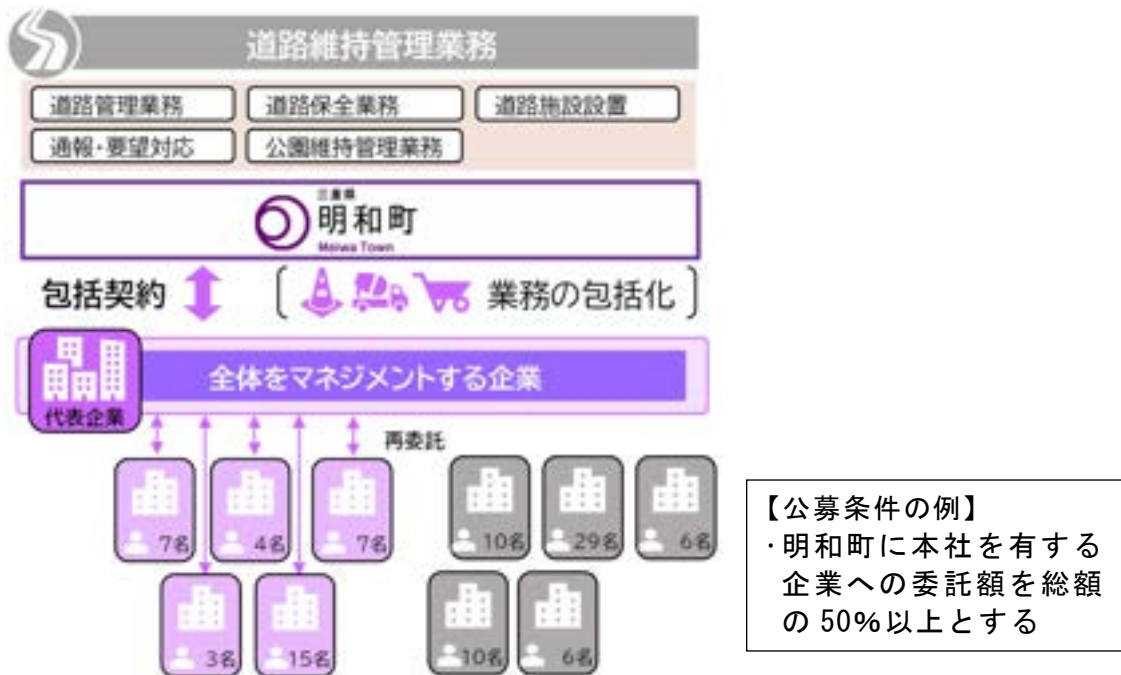 道路維持管理業務
道路管理業務
道路保全業務
道路施設設置
通報・要望対応
公園維持管理業務
三重県
明和町
Meiwa Town
包括契約
[業務の包括化]
全体をマネジメントする企業
代表企業
再委託
7名
4名
7名
10名
29名
6名
3名
15名
10名
6名
【公募条件の例】
・明和町に本社を有する
企業への委託額を総額
の50%以上とする